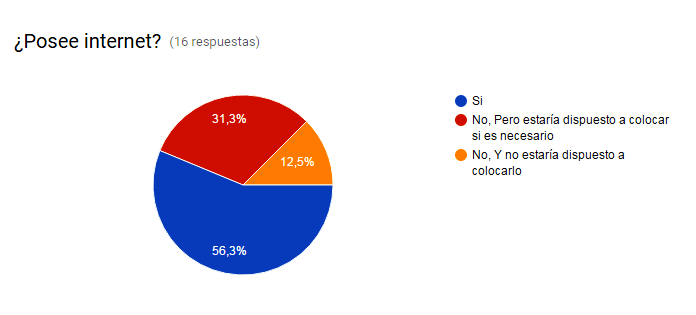 ¿Posee internet? (16 respuestas)
31,3%
12,5%
56,3%
Si
No, Pero estaría dispuesto a colocar
si es necesario
No, Y no estaría dispuesto a
colocarlo